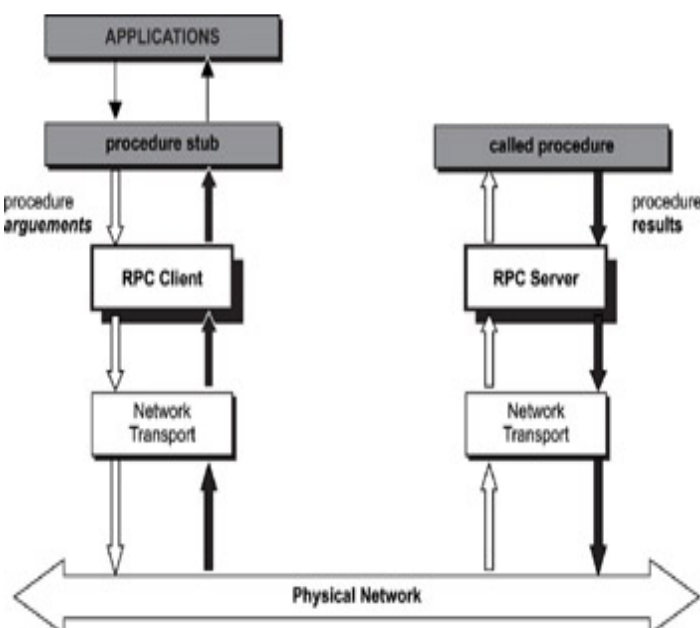 APPLICATIONS
procedure stub
called procedure
procedure
arguements
procedure
results
RPC Client
RPC Server
Network
Transport
Network
Transport
Physical Network